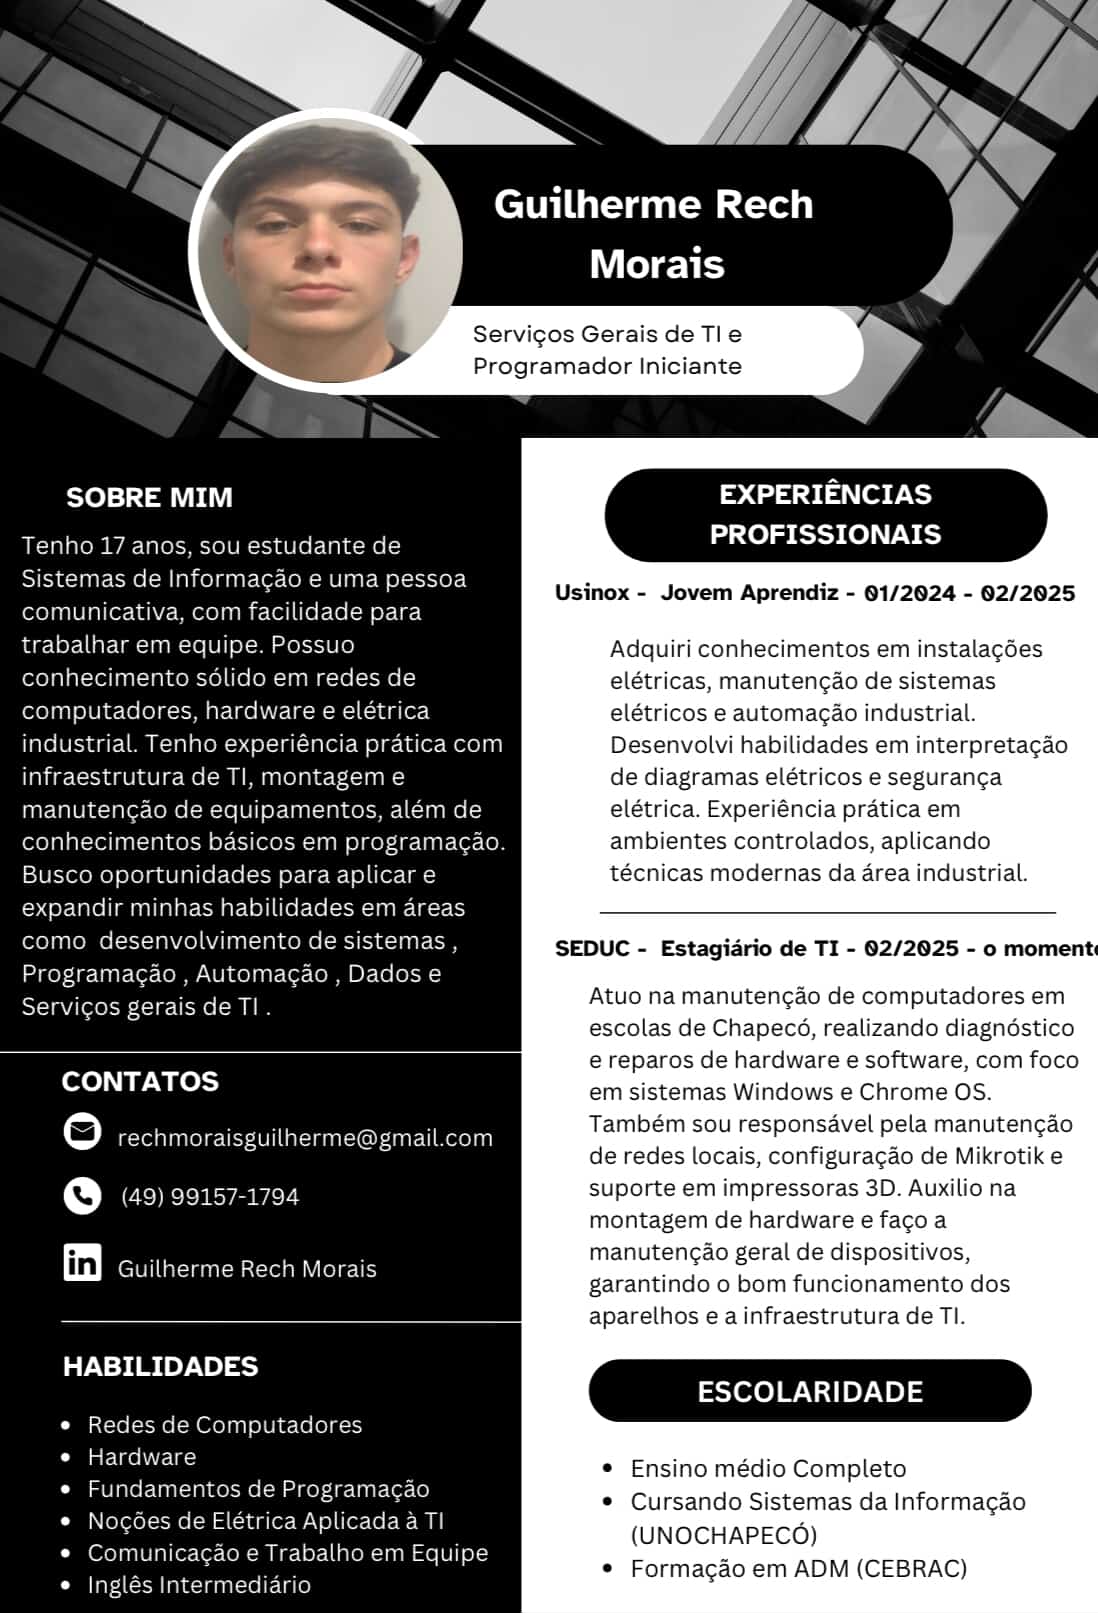 Guilherme Rech
Morais
Serviços Gerais de TI e
Programador Iniciante
SOBRE MIM
Tenho 17 anos, sou estudante de
Sistemas de Informação e uma pessoa
comunicativa, com facilidade para
trabalhar em equipe. Possuo
conhecimento sólido em redes de
computadores, hardware e elétrica
industrial. Tenho experiência prática com
infraestrutura de TI, montagem e
manutenção de equipamentos, além de
conhecimentos básicos em programação.
Busco oportunidades para aplicar e
expandir minhas habilidades em áreas
como  desenvolvimento de sistemas ,
Programação , Automação , Dados e
Serviços gerais de TI .
CONTATOS
rechmoraisguilherme@gmail.com
(49) 99157-1794
in Guilherme Rech Morais
HABILIDADES
• Redes de Computadores
• Hardware
• Fundamentos de Programação
• Noções de Elétrica Aplicada à TI
• Comunicação e Trabalho em Equipe
• Inglês Intermediário
EXPERIÊNCIAS
PROFISSIONAIS
Usinox -  Jovem Aprendiz - 01/2024 - 02/2025
Adquiri conhecimentos em instalações
elétricas, manutenção de sistemas
elétricos e automação industrial.
Desenvolvi habilidades em interpretação
de diagramas elétricos e segurança
elétrica. Experiência prática em
ambientes controlados, aplicando
técnicas modernas da área industrial.
SEDUC -  Estagiário de TI - 02/2025 - o momento
Atuo na manutenção de computadores em
escolas de Chapecó, realizando diagnóstico
e reparos de hardware e software, com foco
em sistemas Windows e Chrome OS.
Também sou responsável pela manutenção
de redes locais, configuração de Mikrotik e
suporte em impressoras 3D. Auxilio na
montagem de hardware e faço a
manutenção geral de dispositivos,
garantindo o bom funcionamento dos
aparelhos e a infraestrutura de TI.
ESCOLARIDADE
• Ensino médio Completo
• Cursando Sistemas da Informação
(UNOCHAPECÓ)
• Formação em ADM (CEBRAC)